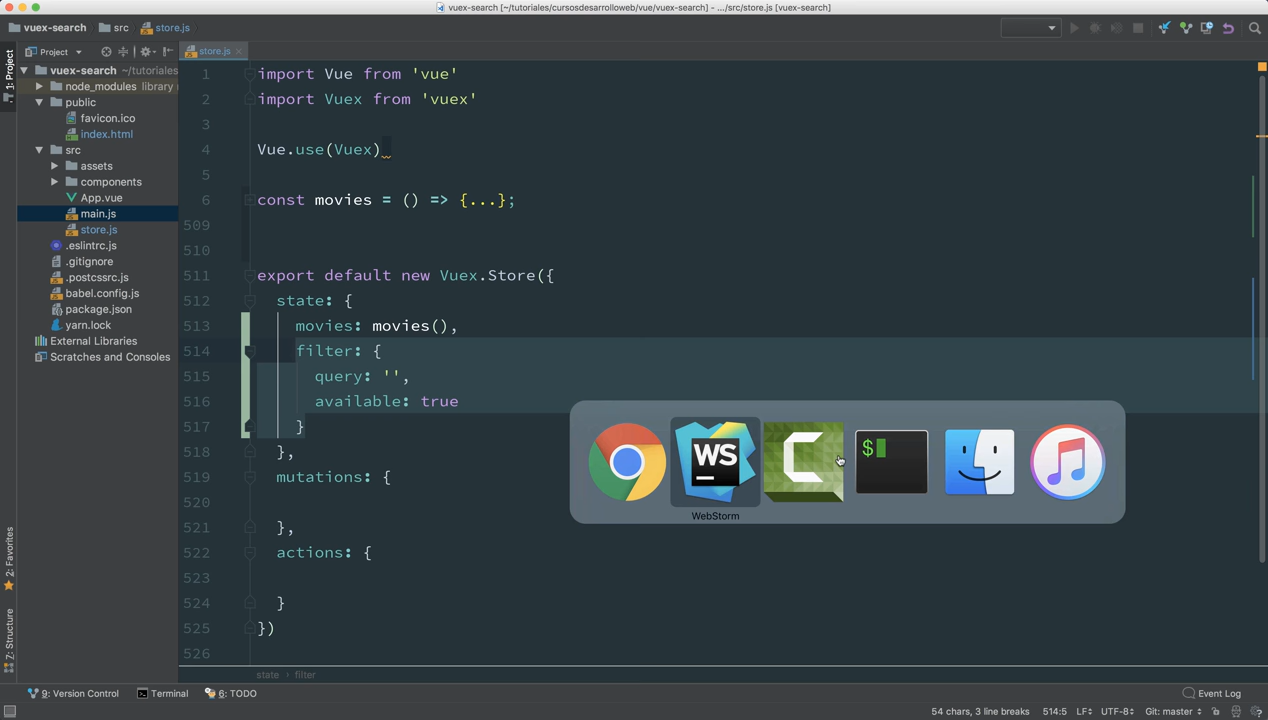 vuex-search [~/tutoriales/cursosdesarrolloweb/vue/vuex-search] - .../src/store.js [vuex-search]
vuex-search
src
store.js
1: Project
Project
store.js
vuex-search ~/tutoriales
node_modules library
public
favicon.ico
index.html
src
assets
components
App.vue
main.js
store.js
.eslintrc.js
.gitignore
.postcssrc.js
babel.config.js
package.json
yarn.lock
External Libraries
Scratches and Consoles
2: Favorites
Z: Structure
1 import Vue from 'vue'
2 import Vuex from 'vuex'
3
4 Vue.use(Vuex)
5
6 const movies = () => {...};
509
510
511 export default new Vuex.Store({
512 state: {
513 movies: movies(),
514 filter: {
515 query: '',
516 available: true
517 }
518 },
519 mutations: {
520
521 },
522 actions: {
523
524 }
525 })
526
WS
$
WebStorm
state › filter
9: Version Control
Terminal
6: TODO
Event Log
54 chars, 3 line breaks 514:5 LF UTF-8 Git: master